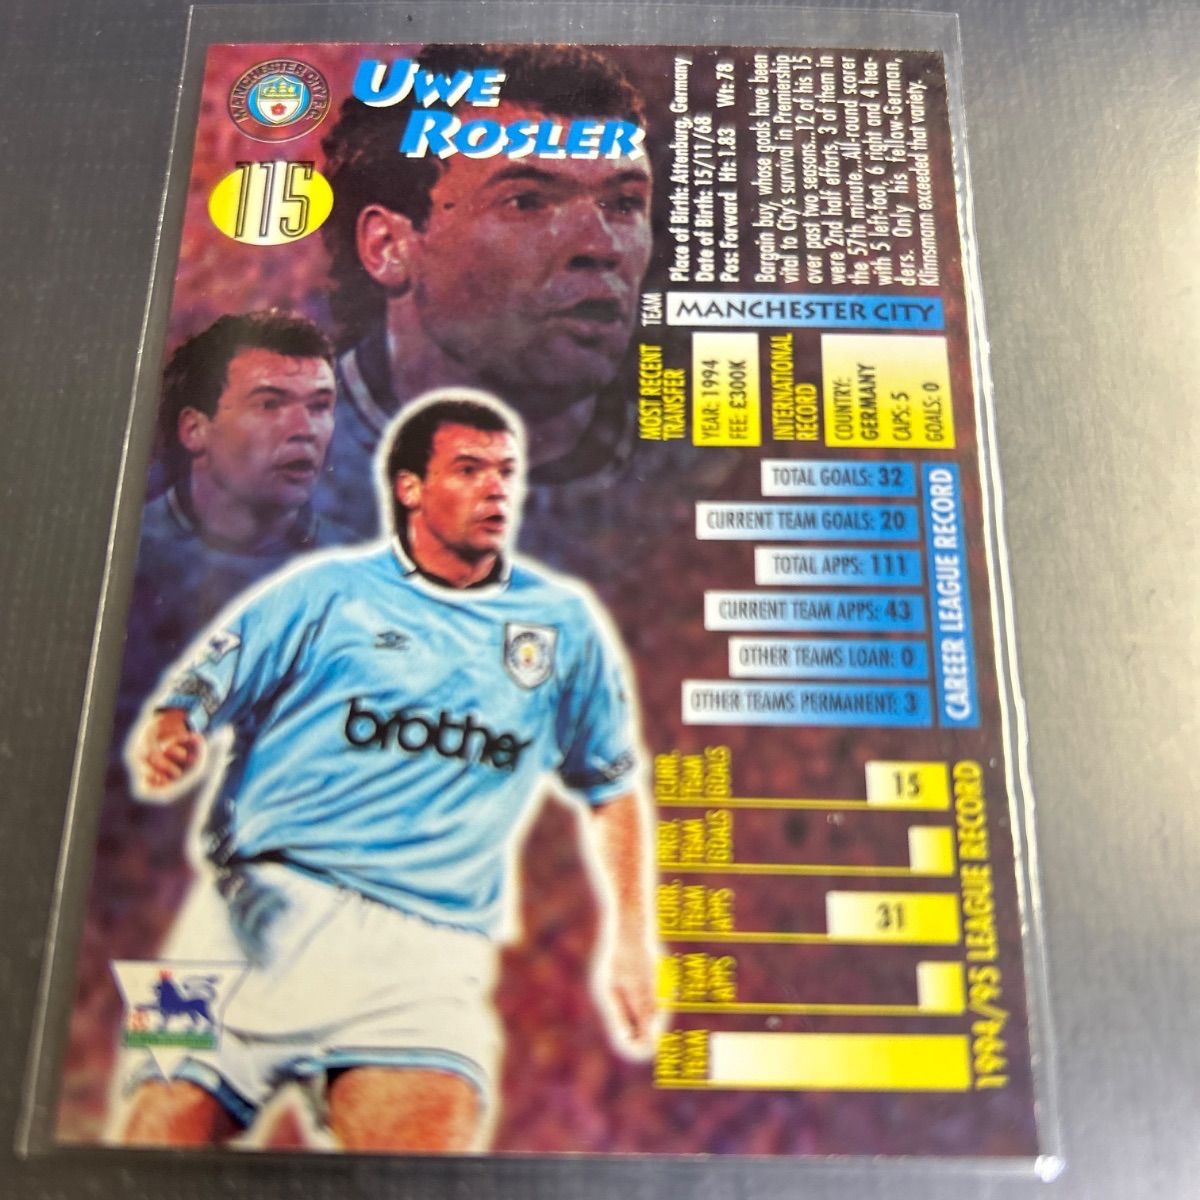 MANCHESTER CITY F.C.
UWE
ROSLER
115
Place of Birth: Attenburg, Germany
Date of Birth: 15/11/68
Pos: Forward Ht: 1.83 Wt: 78
Bargain buy, whose goals have been
vital to City's survival in Premiership
over past two seasons...12 of his 15
were 2nd half efforts, 3 of them in
the 57th minute...All-round scorer
with 5 left-foot, 6 right and 4 hea-
ders. Only his fellow-German,
Klinnsmann exceeded that variety.
TEAM
MANCHESTER CITY
MOST RECENT
TRANSFER
YEAR: 1994
FEE: £300K
INTERNATIONAL
RECORD
COUNTRY:
GERMANY
CAPS: 5
GOALS: 0
TOTAL GOALS: 32
CURRENT TEAM GOALS: 20
TOTAL APPS: 111
CURRENT TEAM APPS: 43
OTHER TEAMS LOAN: 0
OTHER TEAMS PERMANENT: 3
CAREER LEAGUE RECORD
CURR.
TEAM
GOALS
15
PREV.
TEAM
GOALS
CURR.
TEAM
APPS
31
PREV.
TEAM
APPS
PREV.
TEAM
1994/95 LEAGUE RECORD
brother